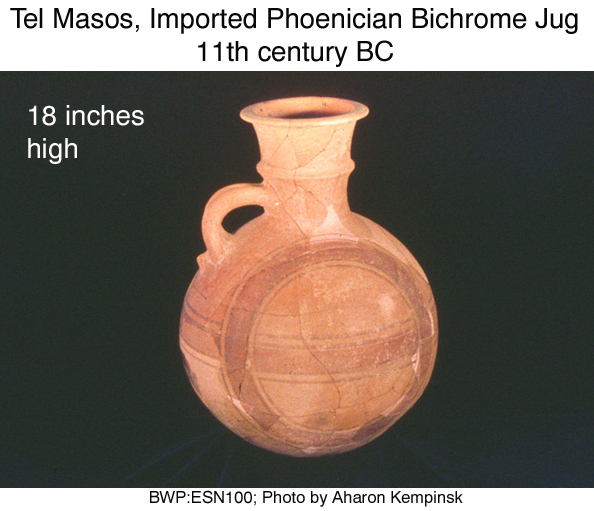 Tel Masos, Imported Phoenician Bichrome Jug
11th century BC
18 inches
high
BWP:ESN100; Photo by Aharon Kempinsk